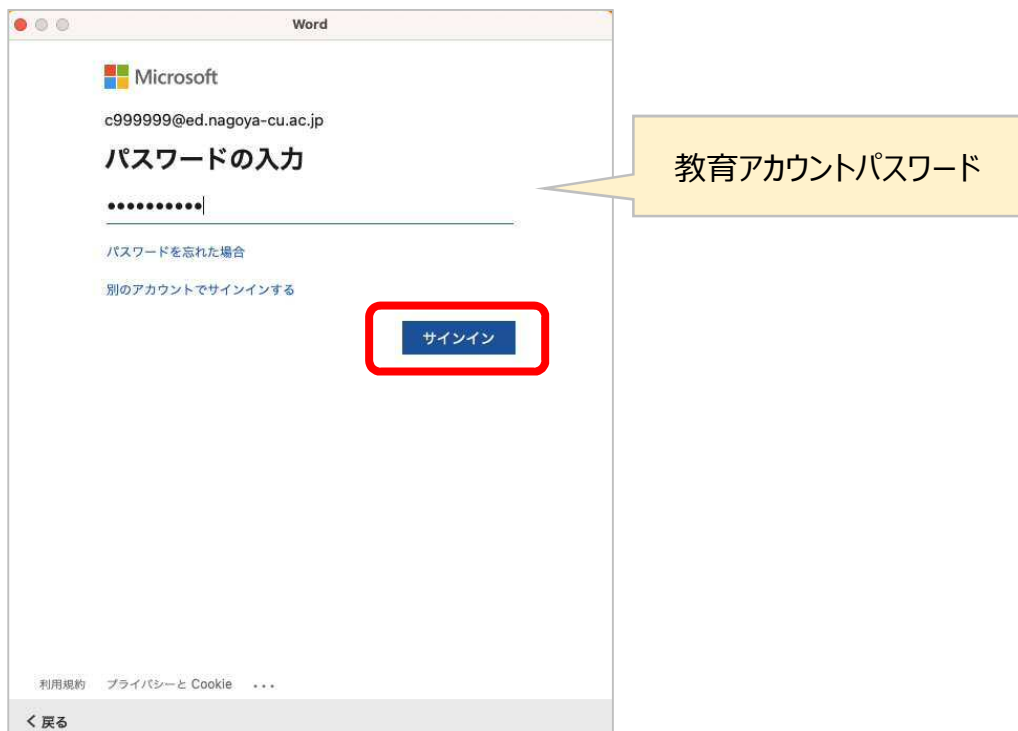 Word
Microsoft
c999999@ed.nagoya-cu.ac.jp
パスワードの入力
••••••••••
教育アカウントパスワード
パスワードを忘れた場合
別のアカウントでサインインする
サインイン
利用規約 プライバシーと Cookie ...
戻る